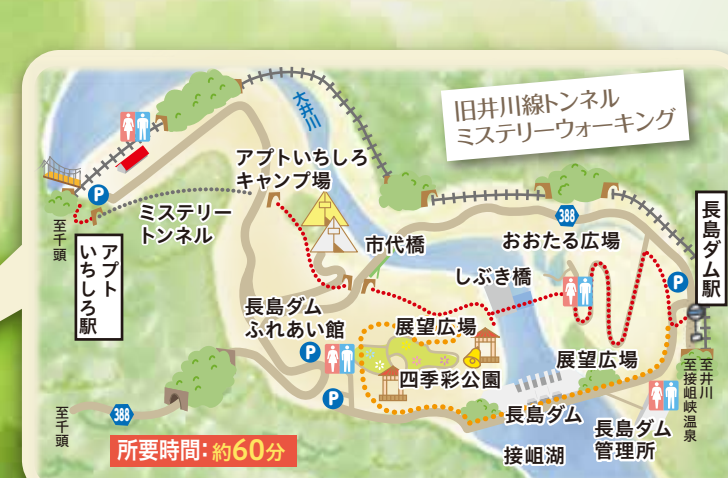 旧井川線トンネル
ミステリーウォーキング
大井川
アプトいちしろ
キャンプ場
P
ミステリー
トンネル
至千頭
アプト
いちしろ駅
市代橋
388
おおたる広場
長島ダム駅
しぶき橋
P
長島ダム
ふれあい館
P
展望広場
四季彩公園
展望広場
P
長島ダム
接岨湖
長島ダム
管理所
至井川
至接岨峡温泉
至千頭
388
所要時間:約60分